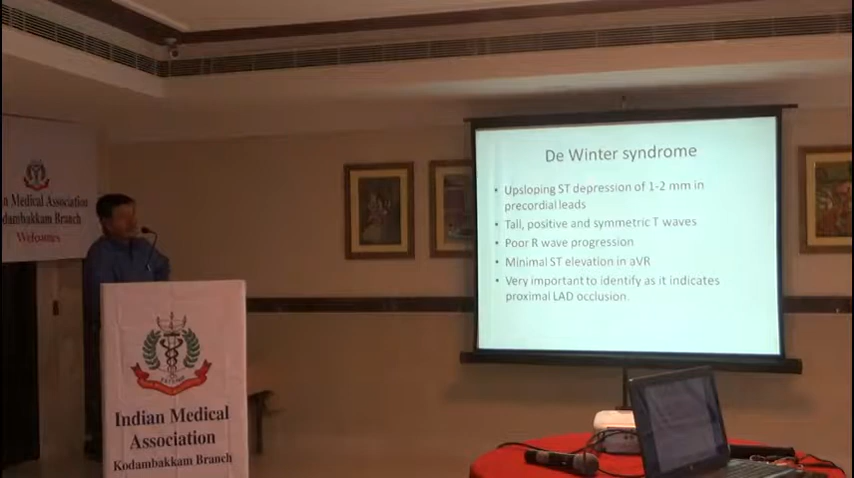 n Medical Association
dambakkam Branch
Welcomes
Indian Medical
Association
Kodambakkam Branch
De Winter syndrome
• Upsloping ST depression of 1-2 mm in
precordial leads
• Tall, positive and symmetric T waves
• Poor R wave progression
• Minimal ST elevation in aVR
• Very important to identify as it indicates
proximal LAD occlusion.